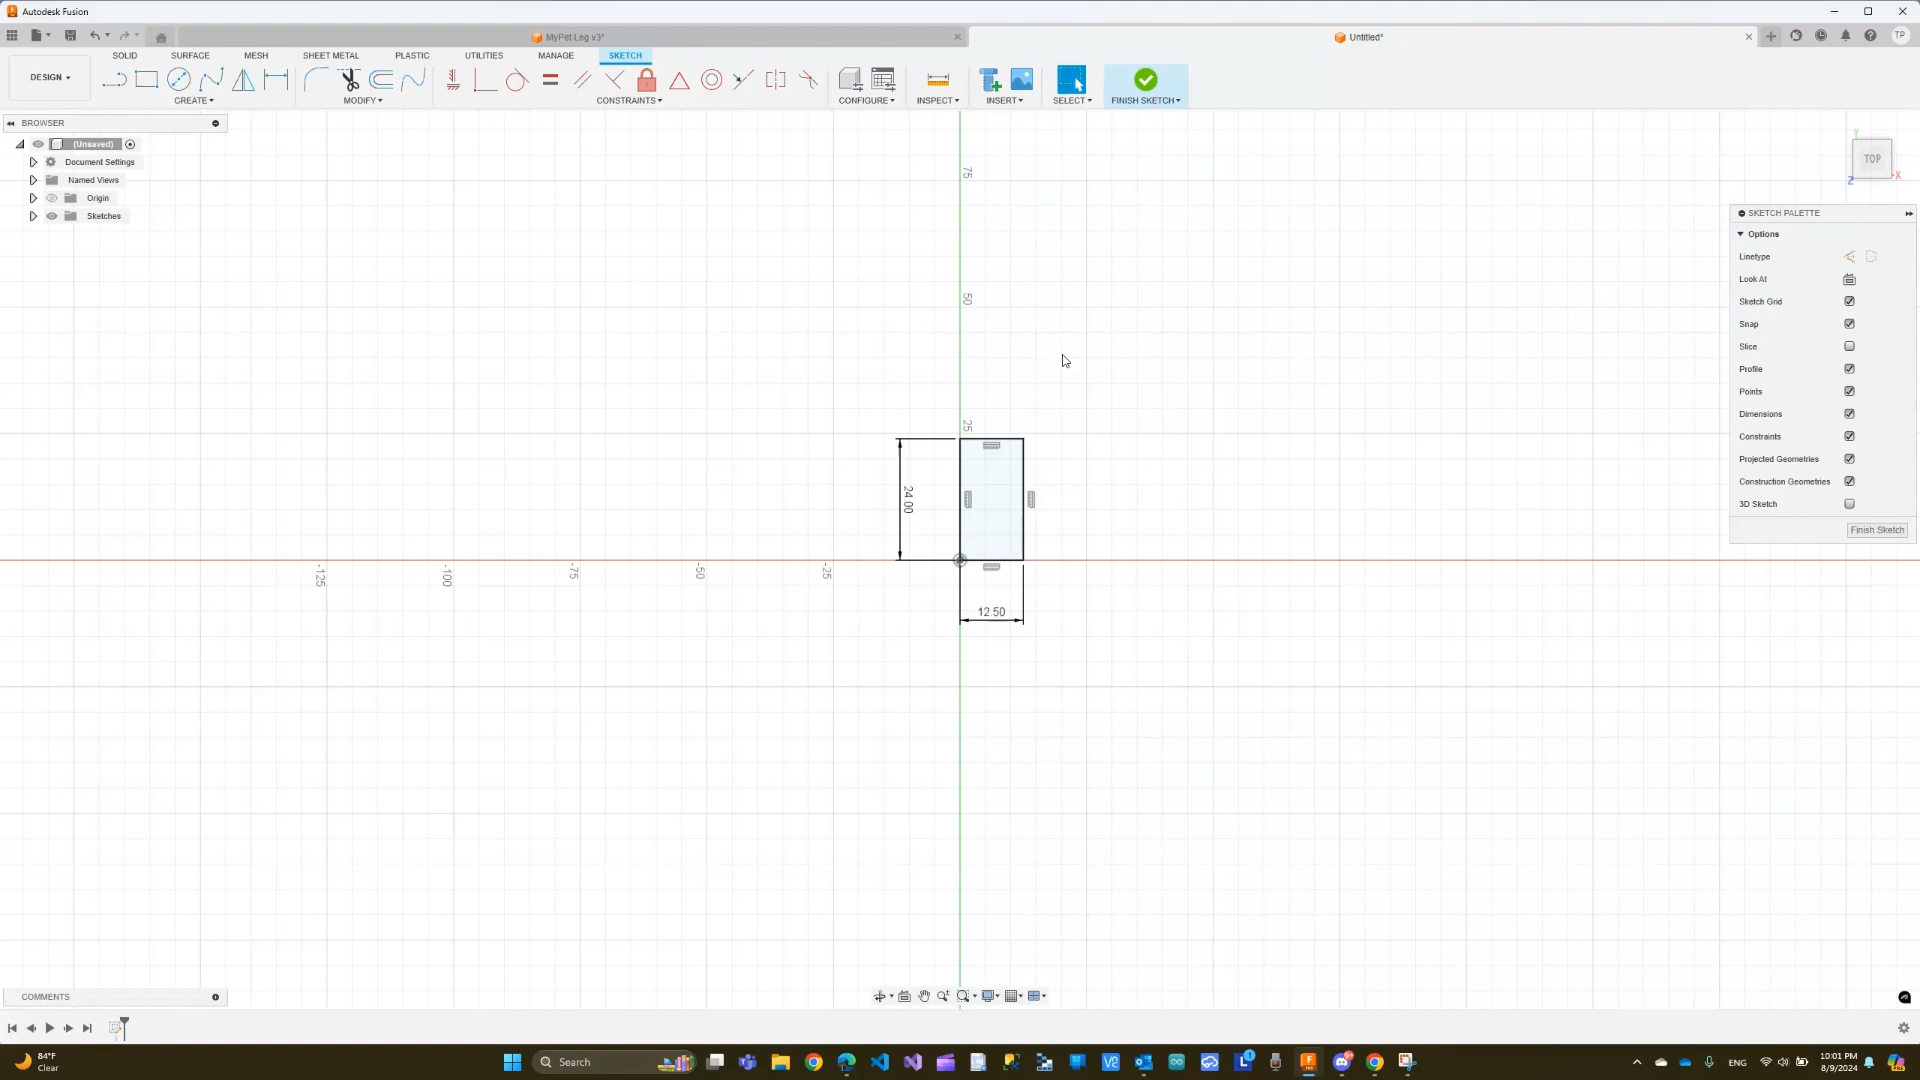 Autodesk Fusion
MyPet Leg v3*
Untitled*
TP
DESIGN
SOLID
SURFACE
MESH
SHEET METAL
PLASTIC
UTILITIES
MANAGE
SKETCH
CREATE
MODIFY
CONSTRAINTS
CONFIGURE
INSPECT
INSERT
SELECT
FINISH SKETCH
BROWSER
(Unsaved)
Document Settings
Named Views
Origin
Sketches
Y
TOP
X
Z
SKETCH PALETTE
Options
Linetype
Look At
Sketch Grid
Snap
Slice
Profile
Points
Dimensions
Constraints
Projected Geometries
Construction Geometries
3D Sketch
Finish Sketch
75
50
25
24.00
-125
-100
-75
-50
-25
12.50
COMMENTS
84°F
Clear
Search
ENG
10:01 PM
8/9/2024